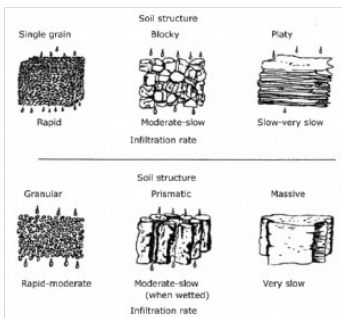 Soil structure
Single grain Blocky Platy
Rapid Moderate-slow Slow-very slow
Infiltration rate
Soil structure
Granular Prismatic Massive
Rapid-moderate Moderate-slow Very slow
(when wetted)
Infiltration rate